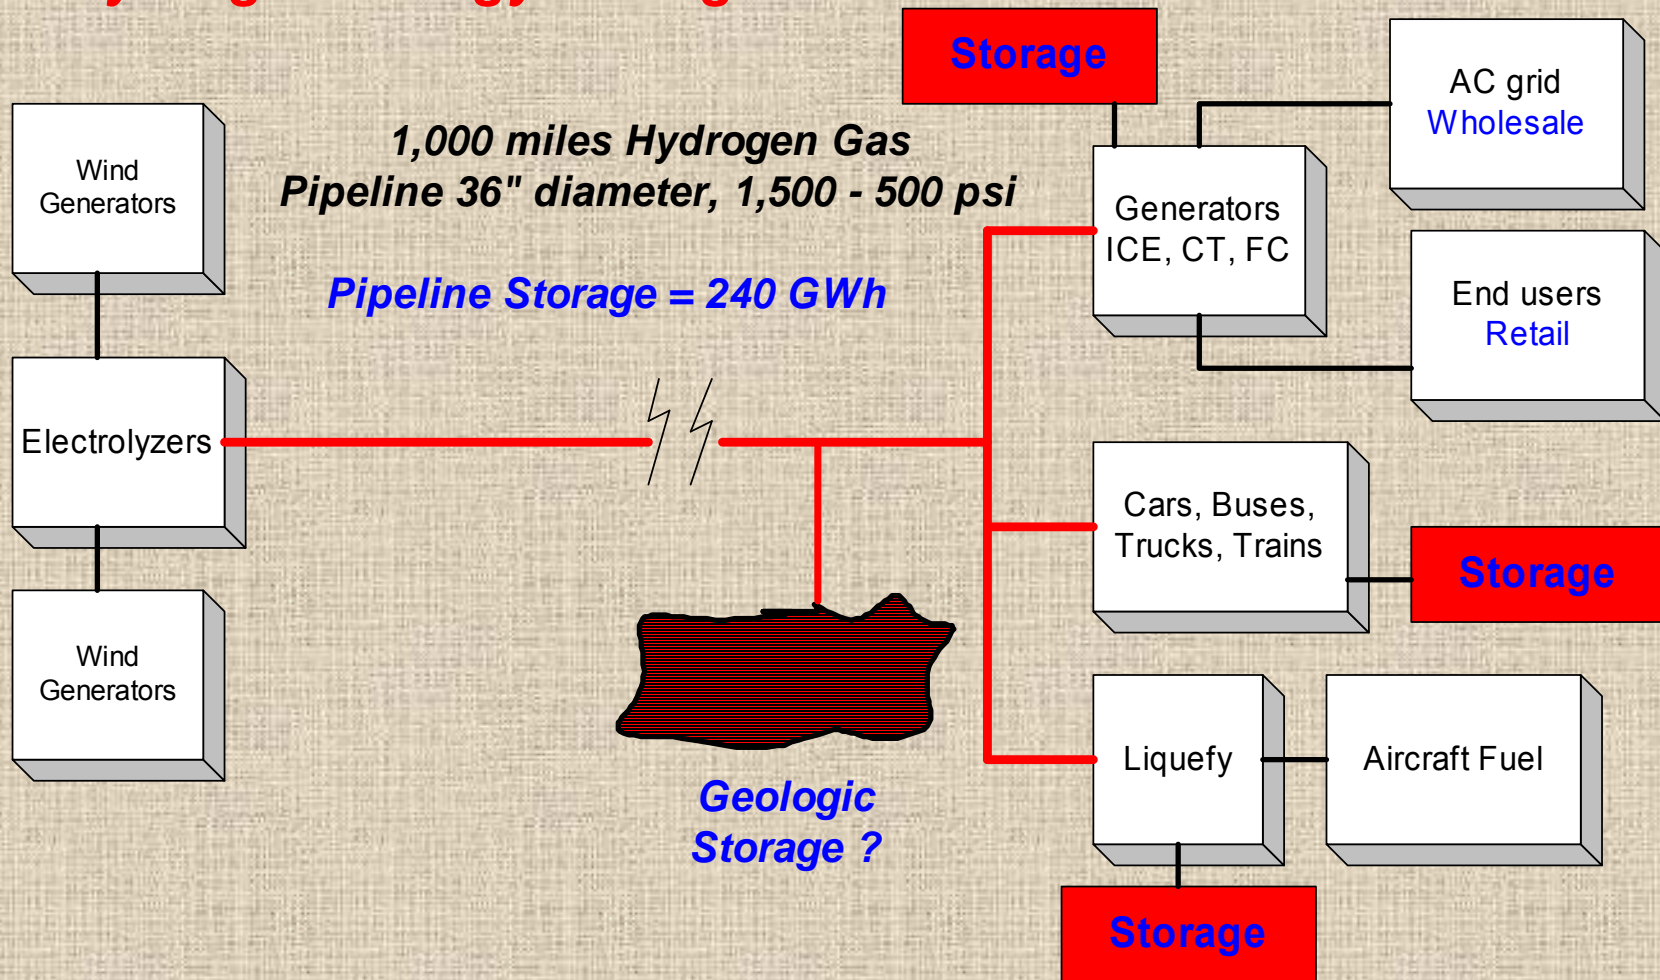 Storage
AC grid
Wholesale
Wind
Generators
1,000 miles Hydrogen Gas
Pipeline 36" diameter, 1,500 - 500 psi
Generators
ICE, CT, FC
Pipeline Storage = 240 GWh
End users
Retail
Electrolyzers
Cars, Buses,
Trucks, Trains
Storage
Wind
Generators
Liquefy
Aircraft Fuel
Geologic
Storage ?
Storage